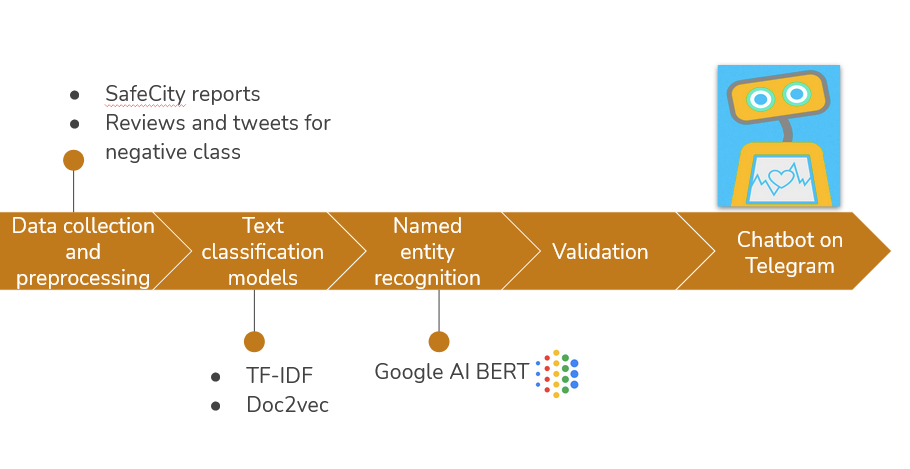 SafeCity reports
Reviews and tweets for
negative class
Data collection
and
preprocessing
Text
classification
models
Named
entity
recognition
Validation
Chatbot on
Telegram
TF-IDF
Doc2vec
Google AI BERT